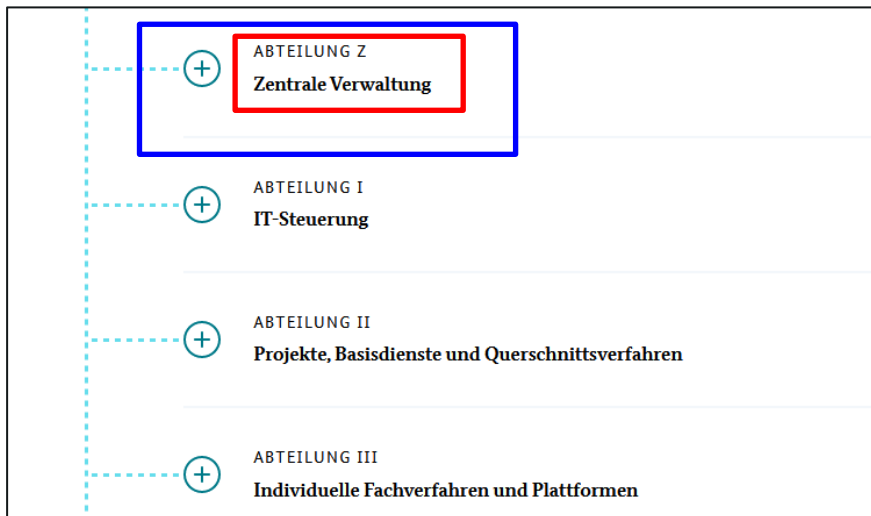 ABTEILUNG Z
Zentrale Verwaltung
ABTEILUNG I
IT-Steuerung
ABTEILUNG II
Projekte, Basisdienste und Querschnittsverfahren
ABTEILUNG III
Individuelle Fachverfahren und Plattformen